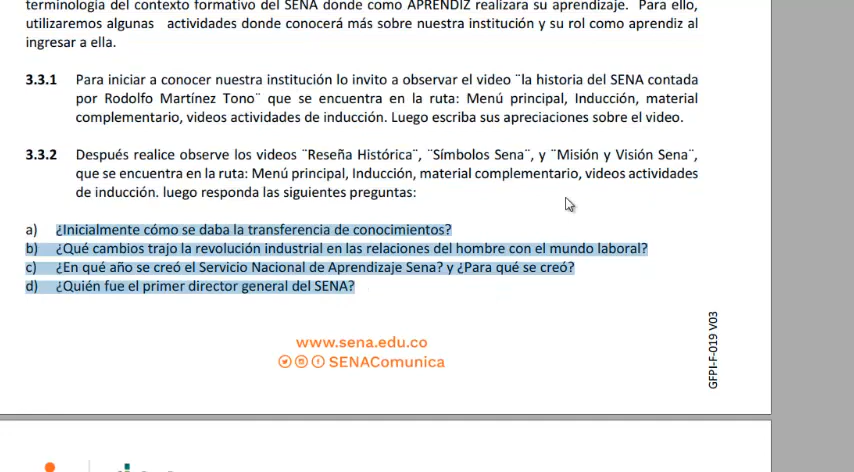 terminología del contexto formativo del SENA donde como APRENDIZ realizara su aprendizaje. Para ello,
utilizaremos algunas actividades donde conocerá más sobre nuestra institución y su rol como aprendiz al
ingresar a ella.
3.3.1 Para iniciar a conocer nuestra institución lo invito a observar el video ¨la historia del SENA contada
por Rodolfo Martínez Tono¨ que se encuentra en la ruta: Menú principal, Inducción, material
complementario, videos actividades de inducción. Luego escriba sus apreciaciones sobre el video.
3.3.2 Después realice observe los videos ¨Reseña Histórica¨, ¨Símbolos Sena¨, y ¨Misión y Visión Sena¨,
que se encuentra en la ruta: Menú principal, Inducción, material complementario, videos actividades
de inducción. luego responda las siguientes preguntas:
a) ¿Inicialmente cómo se daba la transferencia de conocimientos?
b) ¿Qué cambios trajo la revolución industrial en las relaciones del hombre con el mundo laboral?
c) ¿En qué año se creó el Servicio Nacional de Aprendizaje Sena? y ¿Para qué se creó?
d) ¿Quién fue el primer director general del SENA?
www.sena.edu.co
SENAComunica
GFPI-F-019 V03